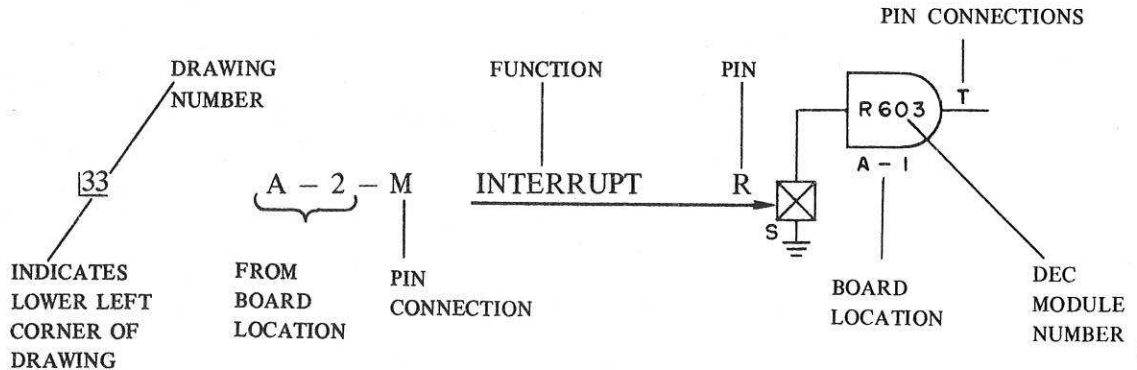 PIN CONNECTIONS
DRAWING
NUMBER
FUNCTION
PIN
R603
T
A - 1
33
A - 2 - M
INTERRUPT
R
S
INDICATES
LOWER LEFT
CORNER OF
DRAWING
FROM
BOARD
LOCATION
PIN
CONNECTION
BOARD
LOCATION
DEC
MODULE
NUMBER